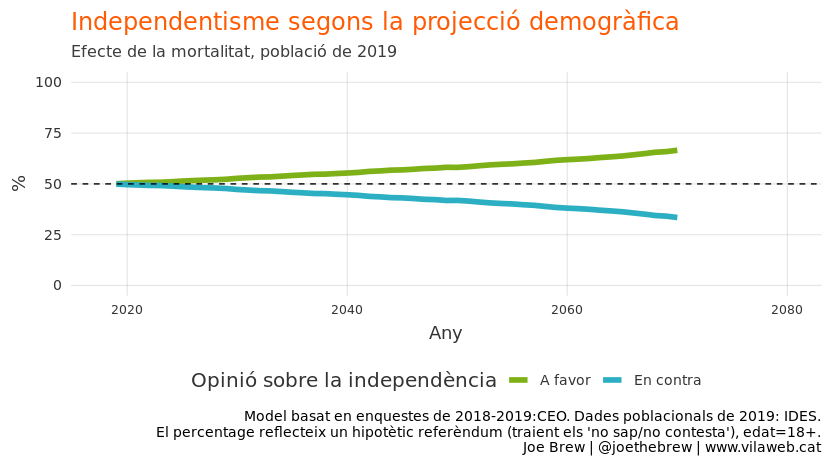 Independentisme segons la projecció demogràfica
Efecte de la mortalitat, població de 2019
100
75
50
25
0
%
2020 2040 2060 2080
Any
Opinió sobre la independència A favor En contra
Model basat en enquestes de 2018-2019:CEO. Dades poblacionals de 2019: IDES.
El percentage reflecteix un hipotètic referèndum (traient els 'no sap/no contesta'), edat=18+.
Joe Brew | @joethebrew | www.vilaweb.cat